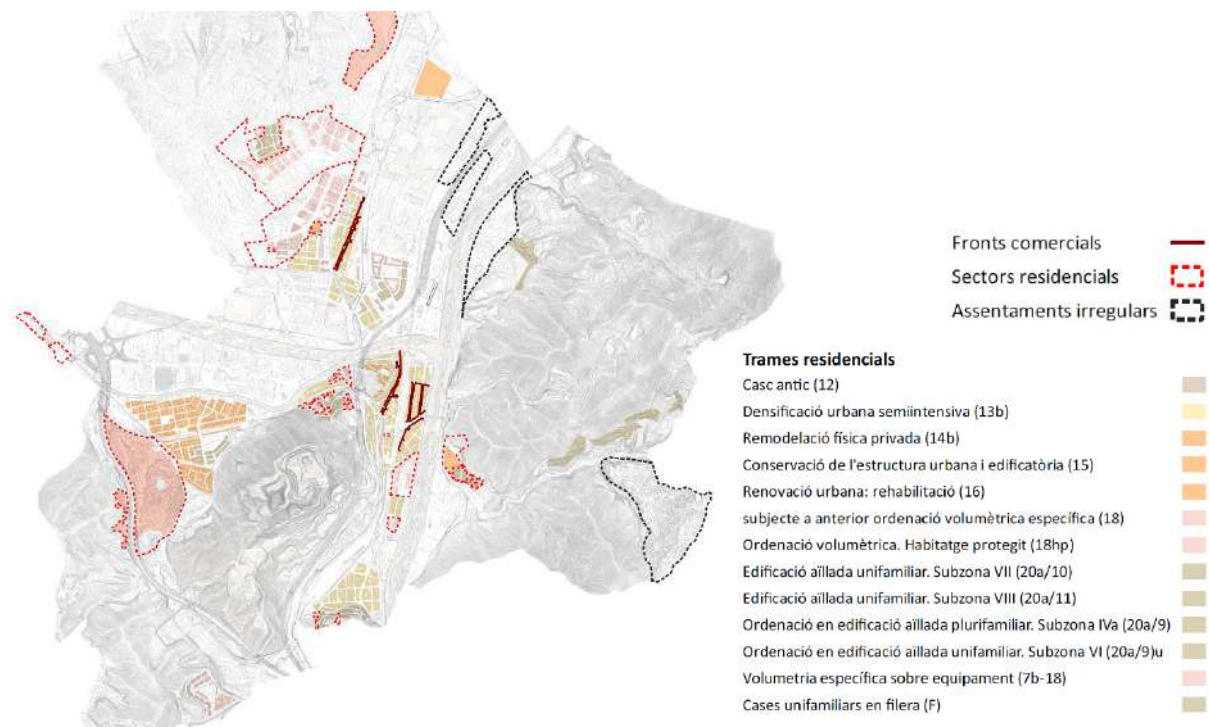 Fronts comercials
Sectors residencials
Assentaments irregulars
Trames residencials
Casc antic (12)
Densificació urbana semiintensiva (13b)
Remodelació física privada (14b)
Conservació de l'estructura urbana i edificatòria (15)
Renovació urbana: rehabilitació (16)
subjecte a anterior ordenació volumètrica específica (18)
Ordenació volumètrica. Habitatge protegit (18hp)
Edificació aïllada unifamiliar. Subzona VII (20a/10)
Edificació aïllada unifamiliar. Subzona VIII (20a/11)
Ordenació en edificació aïllada plurifamiliar. Subzona IVa (20a/9)
Ordenació en edificació aïllada unifamiliar. Subzona VI (20a/9)u
Volumetria específica sobre equipament (7b-18)
Cases unifamiliars en filera (F)